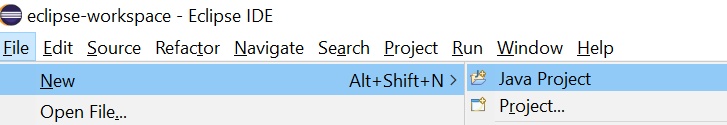 eclipse-workspace - Eclipse IDE
File Edit Source Refactor Navigate Search Project Run Window Help
New Alt+Shift+N > Java Project
Open File... Project...